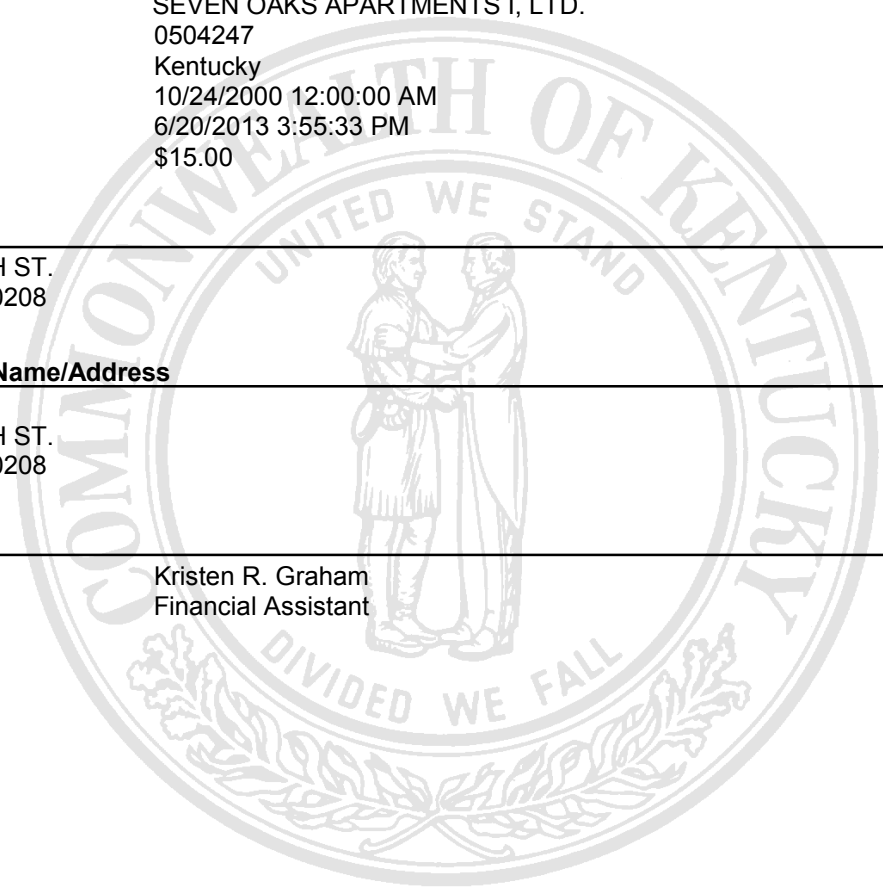 SEVEN OAKS APARTMENTS I, LTD.
0504247
Kentucky
10/24/2000 12:00:00 AM
6/20/2013 3:55:33 PM
$15.00
H ST.
0208
Name/Address
H ST.
0208
Kristen R. Graham
Financial Assistant
COMMONWEALTH OF KENTUCKY
UNITED WE STAND
DIVIDED WE FALL